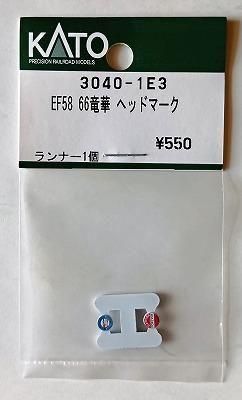 KATO
PRECISION RAILROAD MODELS
3040-1E3
EF58 66竜華 ヘッドマーク
¥550
ランナー1個